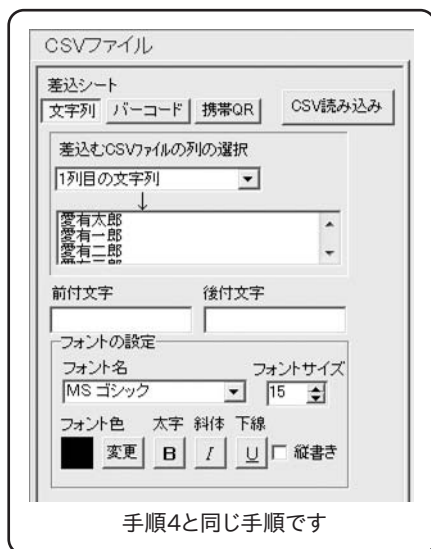 CSVファイル
差込シート
文字列 バーコード 携帯QR CSV読み込み
差込むCSVファイルの列の選択
1列目の文字列
↓
愛有太郎
愛有一郎
愛有二郎
前付文字 後付文字
フォントの設定
フォント名 フォントサイズ
MS ゴシック 15
フォント色 太字 斜体 下線
変更 B I U 縦書き
手順4と同じ手順です